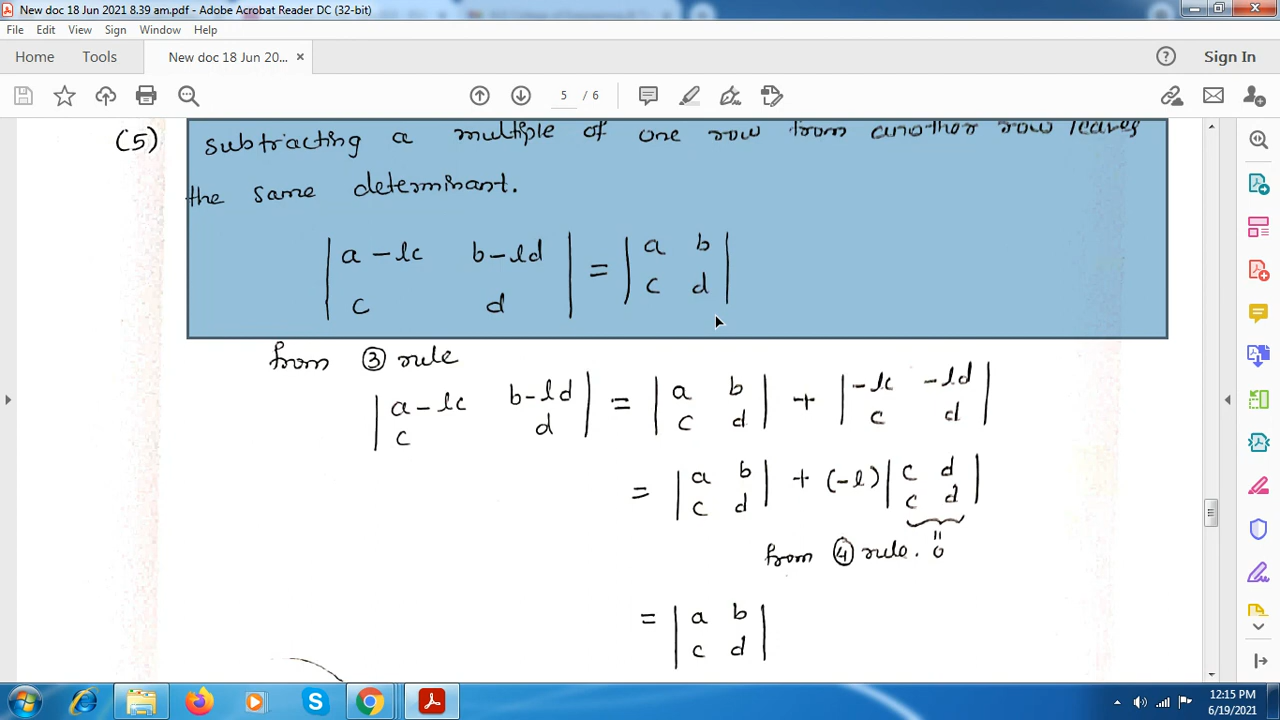 New doc 18 Jun 2021 8.39 am.pdf - Adobe Acrobat Reader DC (32-bit)
File Edit View Sign Window Help
Home Tools New doc 18 Jun 20... × Sign In
5 / 6
(5) subtracting a multiple of one row from another row leaves
the same determinant.
| a - lc b - ld | = | a b |
| c d | | c d |
from ③ rule
| a - lc b - ld | = | a b | + | -lc -ld |
| c d | | c d | | c d |
= | a b | + (-l) | c d |
| c d | | c d |
from ④ rule. = 0
= | a b |
| c d |
12:15 PM
6/19/2021